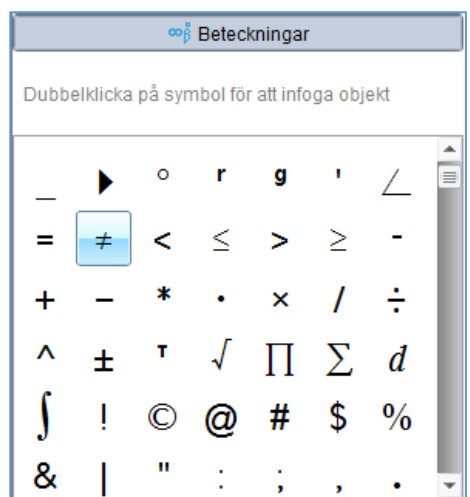 ∞β° Beteckningar
Dubbelklicka på symbol för att infoga objekt
_ ▶ ° r g ' ∠
= ≠ < ≤ > ≥ -
+ − * · × / ÷
^ ± T √ ∏ ∑ d
∫ ! © @ # $ %
& | " : ; , .